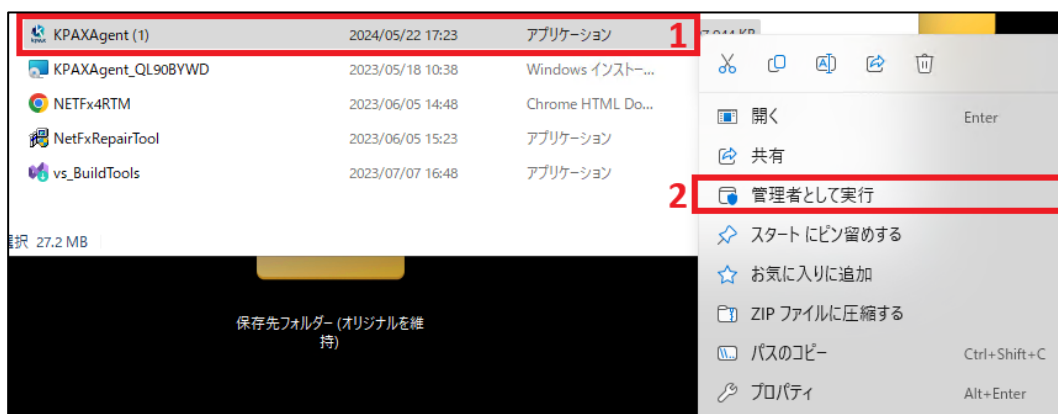 KPAXAgent (1) 2024/05/22 17:23 アプリケーション 1
KPAXAgent_QL90BYWD 2023/05/18 10:38 Windows インストー...
NETFx4RTM 2023/06/05 14:48 Chrome HTML Do...
NetFxRepairTool 2023/06/05 15:23 アプリケーション
vs_BuildTools 2023/07/07 16:48 アプリケーション
択 27.2 MB
保存先フォルダー (オリジナルを維
持)
開く Enter
共有
2 管理者として実行
スタート にピン留めする
お気に入りに追加
ZIP ファイルに圧縮する
パスのコピー Ctrl+Shift+C
プロパティ Alt+Enter